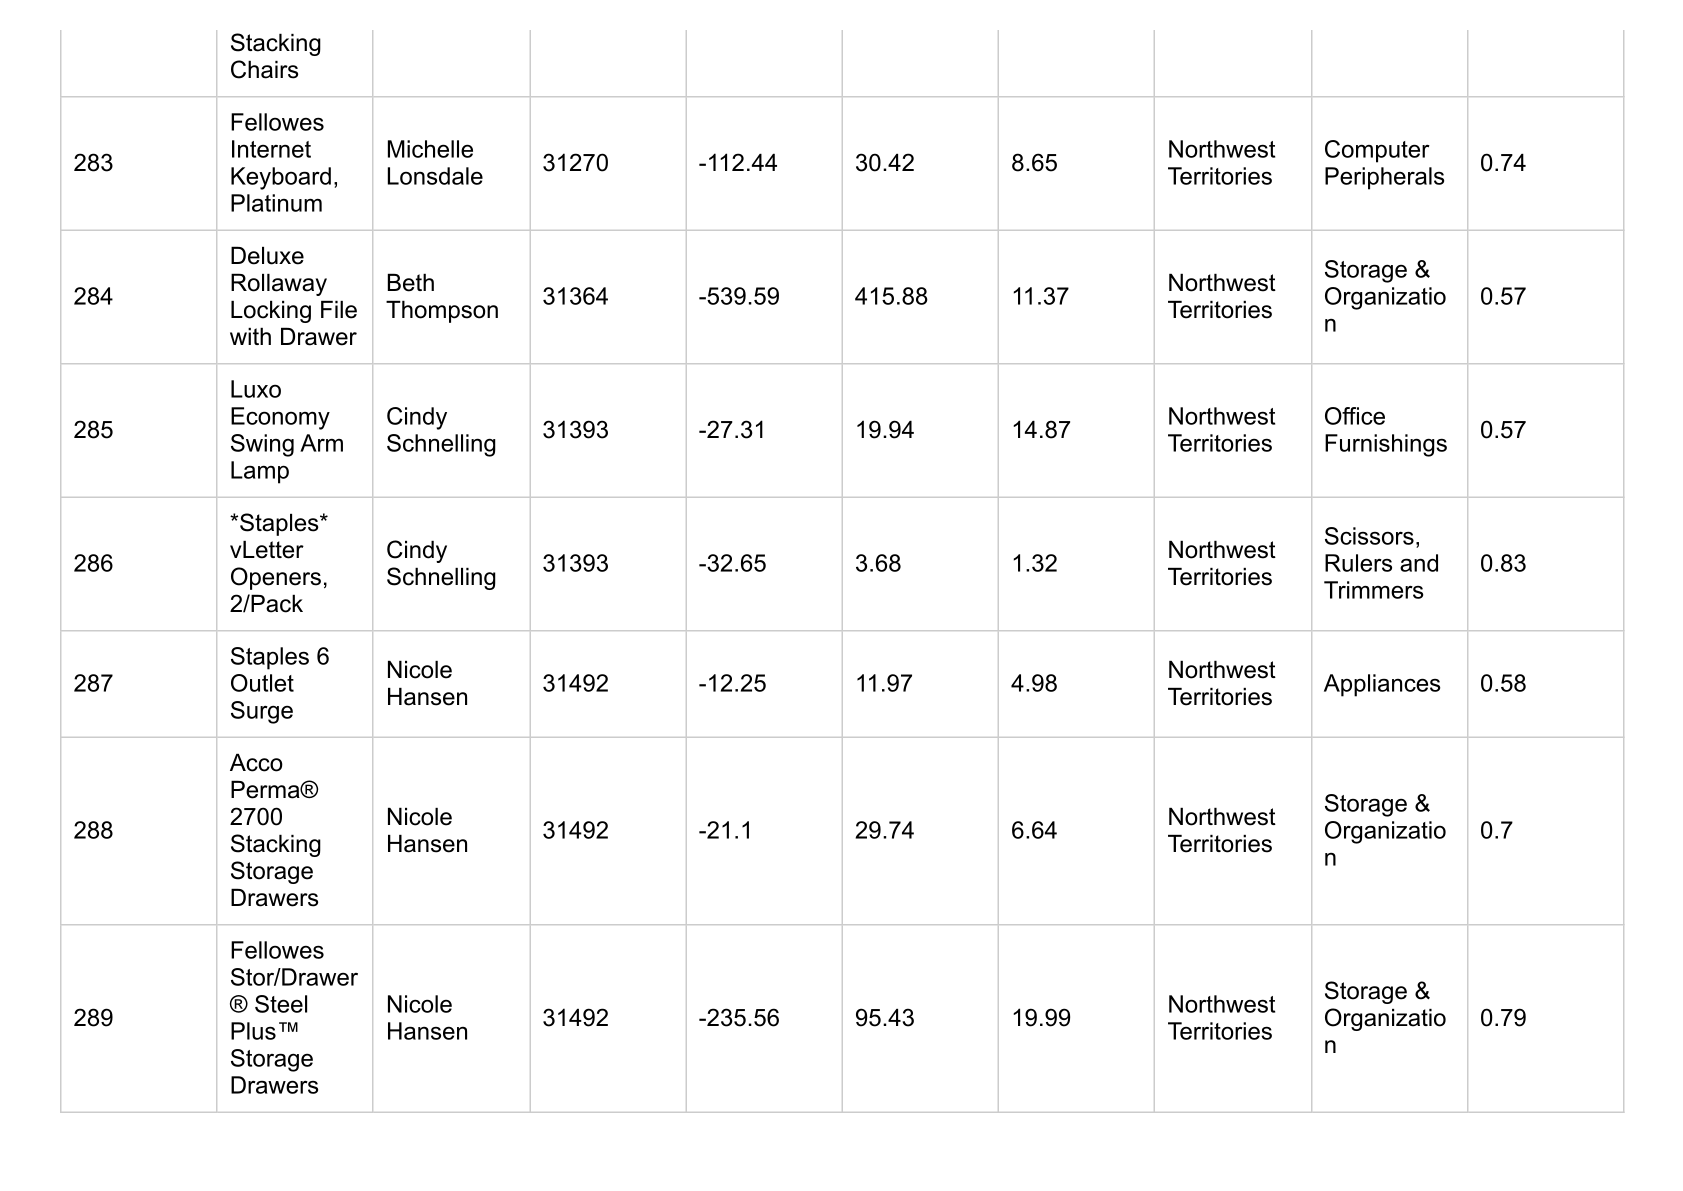 Stacking
Chairs
283
Fellowes
Internet
Keyboard,
Platinum
Michelle
Lonsdale
31270
-112.44
30.42
8.65
Northwest
Territories
Computer
Peripherals
0.74
284
Deluxe
Rollaway
Locking File
with Drawer
Beth
Thompson
31364
-539.59
415.88
11.37
Northwest
Territories
Storage &
Organizatio
n
0.57
285
Luxo
Economy
Swing Arm
Lamp
Cindy
Schnelling
31393
-27.31
19.94
14.87
Northwest
Territories
Office
Furnishings
0.57
286
*Staples*
vLetter
Openers,
2/Pack
Cindy
Schnelling
31393
-32.65
3.68
1.32
Northwest
Territories
Scissors,
Rulers and
Trimmers
0.83
287
Staples 6
Outlet
Surge
Nicole
Hansen
31492
-12.25
11.97
4.98
Northwest
Territories
Appliances
0.58
288
Acco
Perma®
2700
Stacking
Storage
Drawers
Nicole
Hansen
31492
-21.1
29.74
6.64
Northwest
Territories
Storage &
Organizatio
n
0.7
289
Fellowes
Stor/Drawer
® Steel
Plus™
Storage
Drawers
Nicole
Hansen
31492
-235.56
95.43
19.99
Northwest
Territories
Storage &
Organizatio
n
0.79